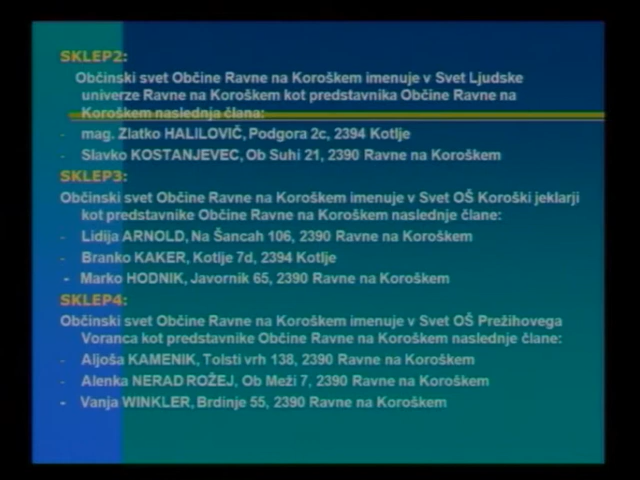 SKLEP2:
Občinski svet Občine Ravne na Koroškem imenuje v Svet Ljudske
univerze Ravne na Koroškem kot predstavnika Občine Ravne na
Koroškem naslednja člana:
- mag. Zlatko HALILOVIČ, Podgora 2c, 2394 Kotlje
- Slavko KOSTANJEVEC, Ob Suhi 21, 2390 Ravne na Koroškem
SKLEP3:
Občinski svet Občine Ravne na Koroškem imenuje v Svet OŠ Koroški jeklarji
kot predstavnike Občine Ravne na Koroškem naslednje člane:
- Lidija ARNOLD, Na Šancah 106, 2390 Ravne na Koroškem
- Branko KAKER, Kotlje 7d, 2394 Kotlje
- Marko HODNIK, Javornik 65, 2390 Ravne na Koroškem
SKLEP4:
Občinski svet Občine Ravne na Koroškem imenuje v Svet OŠ Prežihovega
Voranca kot predstavnike Občine Ravne na Koroškem naslednje člane:
- Aljoša KAMENIK, Tolsti vrh 138, 2390 Ravne na Koroškem
- Alenka NERAD ROŽEJ, Ob Meži 7, 2390 Ravne na Koroškem
- Vanja WINKLER, Brdinje 55, 2390 Ravne na Koroškem